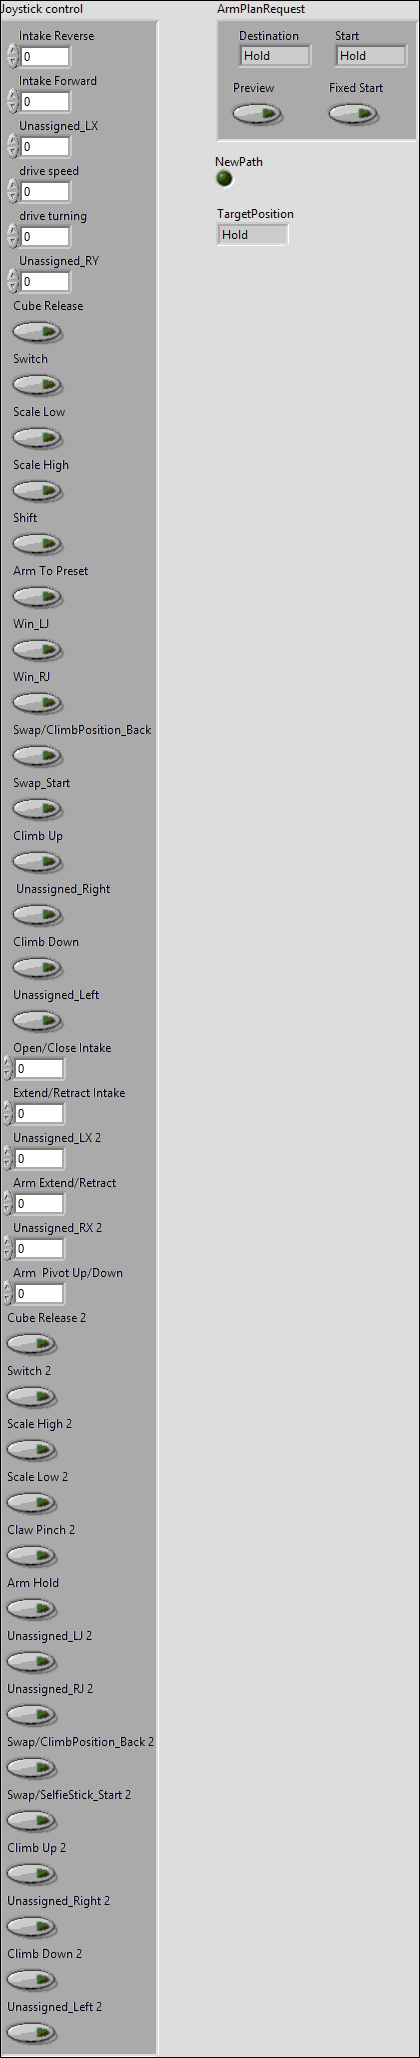 Joystick control
Intake Reverse
0
Intake Forward
0
Unassigned_LX
0
drive speed
0
drive turning
0
Unassigned_RY
0
Cube Release
Switch
Scale Low
Scale High
Shift
Arm To Preset
Win_LJ
Win_RJ
Swap/ClimbPosition_Back
Swap_Start
Climb Up
Unassigned_Right
Climb Down
Unassigned_Left
Open/Close Intake
0
Extend/Retract Intake
0
Unassigned_LX 2
0
Arm Extend/Retract
0
Unassigned_RX 2
0
Arm  Pivot Up/Down
0
Cube Release 2
Switch 2
Scale High 2
Scale Low 2
Claw Pinch 2
Arm Hold
Unassigned_LJ 2
Unassigned_RJ 2
Swap/ClimbPosition_Back 2
Swap/SelfieStick_Start 2
Climb Up 2
Unassigned_Right 2
Climb Down 2
Unassigned_Left 2
ArmPlanRequest
Destination Start
Hold Hold
Preview Fixed Start
NewPath
TargetPosition
Hold